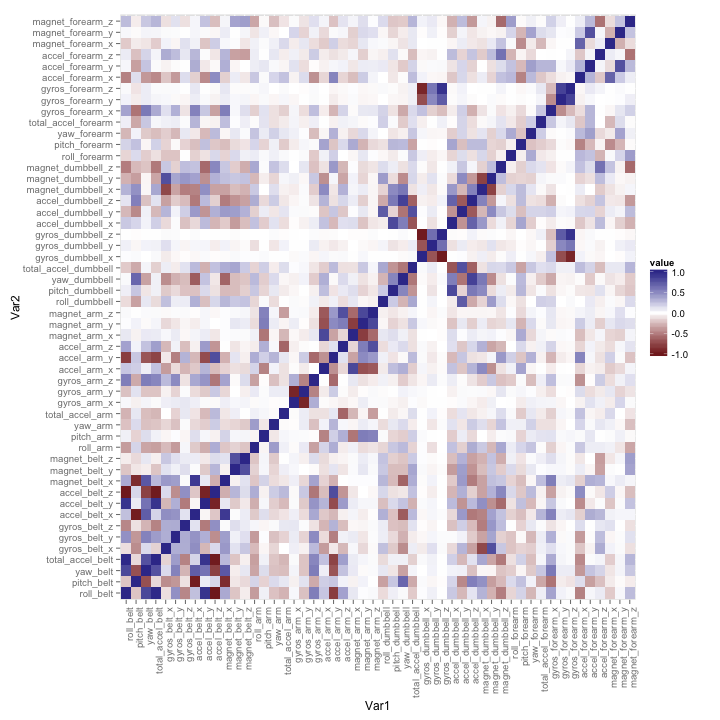 magnet_forearm_z
magnet_forearm_y
magnet_forearm_x
accel_forearm_z
accel_forearm_y
accel_forearm_x
gyros_forearm_z
gyros_forearm_y
gyros_forearm_x
total_accel_forearm
yaw_forearm
pitch_forearm
roll_forearm
magnet_dumbbell_z
magnet_dumbbell_y
magnet_dumbbell_x
accel_dumbbell_z
accel_dumbbell_y
accel_dumbbell_x
gyros_dumbbell_z
gyros_dumbbell_y
gyros_dumbbell_x
total_accel_dumbbell
yaw_dumbbell
pitch_dumbbell
roll_dumbbell
magnet_arm_z
magnet_arm_y
magnet_arm_x
accel_arm_z
accel_arm_y
accel_arm_x
gyros_arm_z
gyros_arm_y
gyros_arm_x
total_accel_arm
yaw_arm
pitch_arm
roll_arm
magnet_belt_z
magnet_belt_y
magnet_belt_x
accel_belt_z
accel_belt_y
accel_belt_x
gyros_belt_z
gyros_belt_y
gyros_belt_x
total_accel_belt
yaw_belt
pitch_belt
roll_belt
Var2
roll_belt
pitch_belt
yaw_belt
total_accel_belt
gyros_belt_x
gyros_belt_y
gyros_belt_z
accel_belt_x
accel_belt_y
accel_belt_z
magnet_belt_x
magnet_belt_y
magnet_belt_z
roll_arm
pitch_arm
yaw_arm
total_accel_arm
gyros_arm_x
gyros_arm_y
gyros_arm_z
accel_arm_x
accel_arm_y
accel_arm_z
magnet_arm_x
magnet_arm_y
magnet_arm_z
roll_dumbbell
pitch_dumbbell
yaw_dumbbell
total_accel_dumbbell
gyros_dumbbell_x
gyros_dumbbell_y
gyros_dumbbell_z
accel_dumbbell_x
accel_dumbbell_y
accel_dumbbell_z
magnet_dumbbell_x
magnet_dumbbell_y
magnet_dumbbell_z
roll_forearm
pitch_forearm
yaw_forearm
total_accel_forearm
gyros_forearm_x
gyros_forearm_y
gyros_forearm_z
accel_forearm_x
accel_forearm_y
accel_forearm_z
magnet_forearm_x
magnet_forearm_y
magnet_forearm_z
Var1
value
1.0
0.5
0.0
-0.5
-1.0